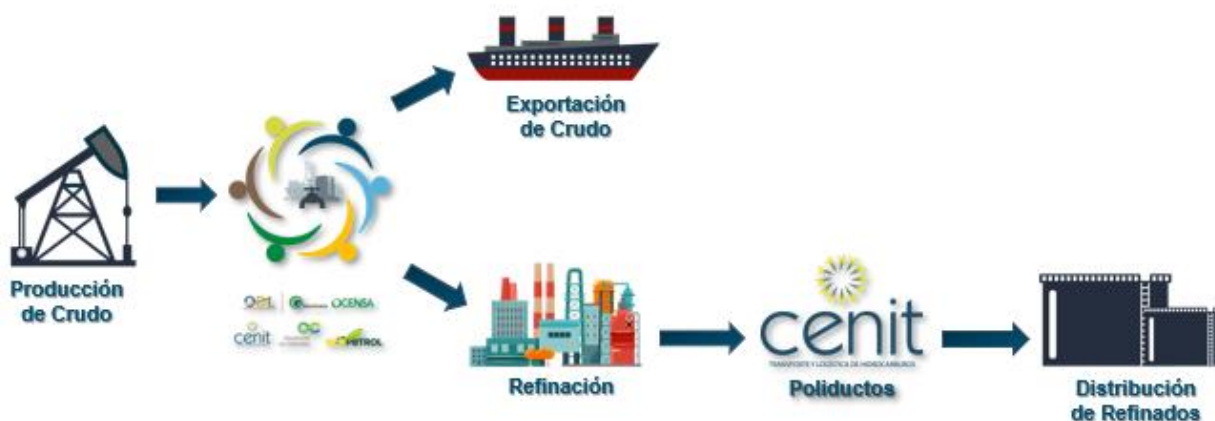 Exportación
de Crudo
Producción
de Crudo
OCENSA
cenit
Refinación
cenit
TRANSPORTE Y LOGÍSTICA DE HIDROCARBUROS
Poliductos
Distribución
de Refinados